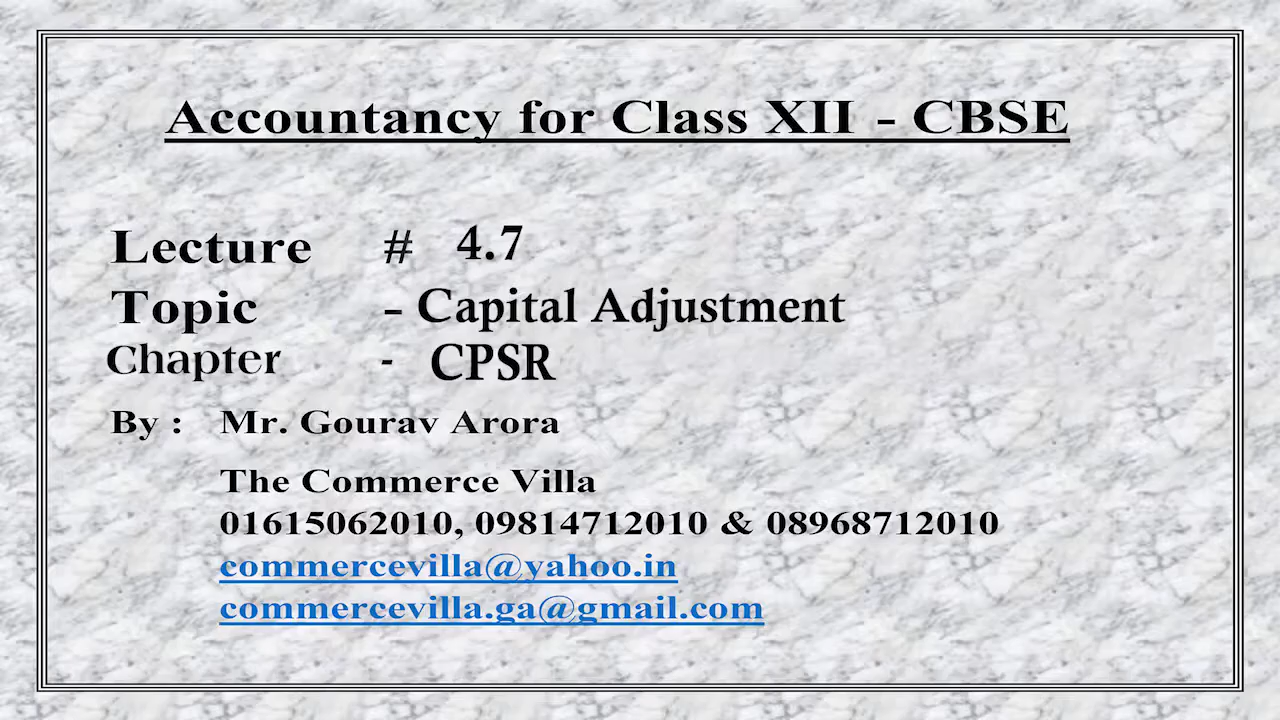 Accountancy for Class XII - CBSE
Lecture # 4.7
Topic - Capital Adjustment
Chapter - CPSR
By : Mr. Gourav Arora
The Commerce Villa
01615062010, 09814712010 & 08968712010
commercevilla@yahoo.in
commercevilla.ga@gmail.com